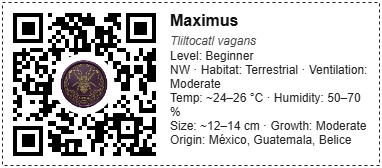 Maximus
Tliltocatl vagans
Level: Beginner
NW · Habitat: Terrestrial · Ventilation:
Moderate
Temp: ~24–26 °C · Humidity: 50–70
%
Size: ~12–14 cm · Growth: Moderate
Origin: México, Guatemala, Belice